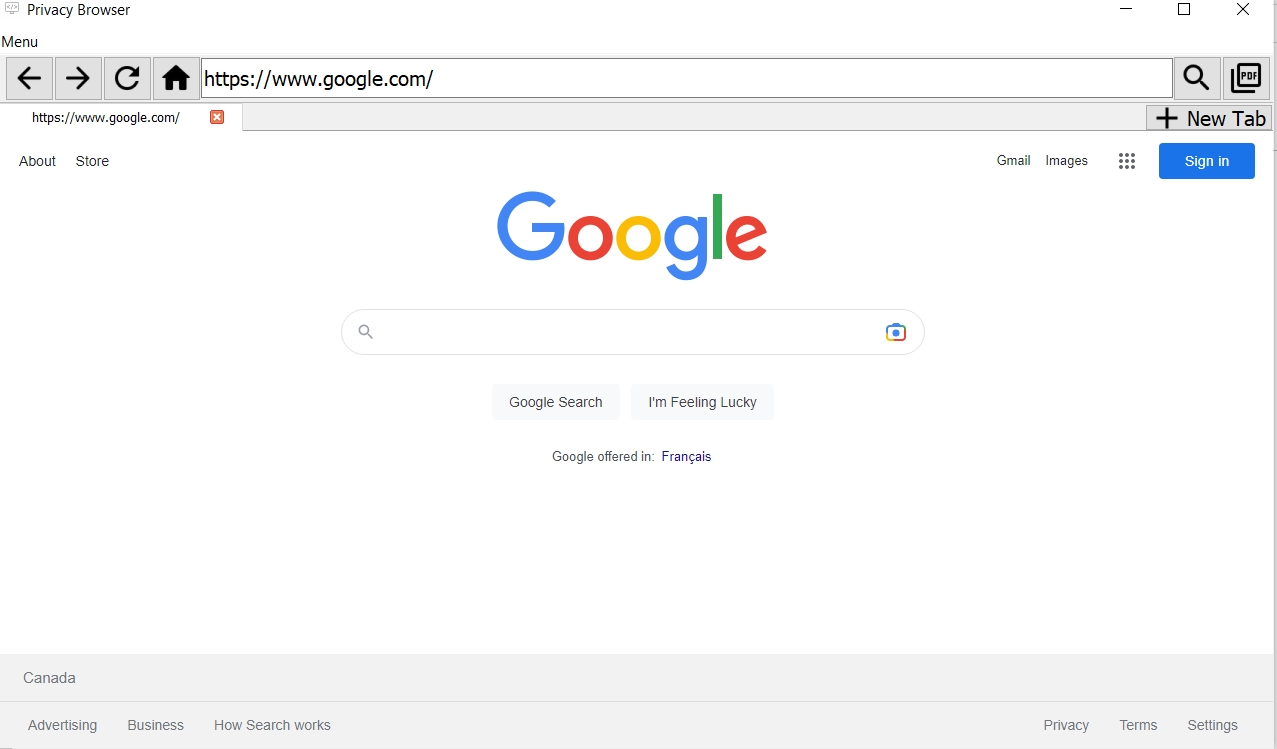 Privacy Browser
Menu
https://www.google.com/ PDF
https://www.google.com/ New Tab
About Store Gmail Images Sign in
Google
Google Search I'm Feeling Lucky
Google offered in: Français
Canada
Advertising Business How Search works Privacy Terms Settings